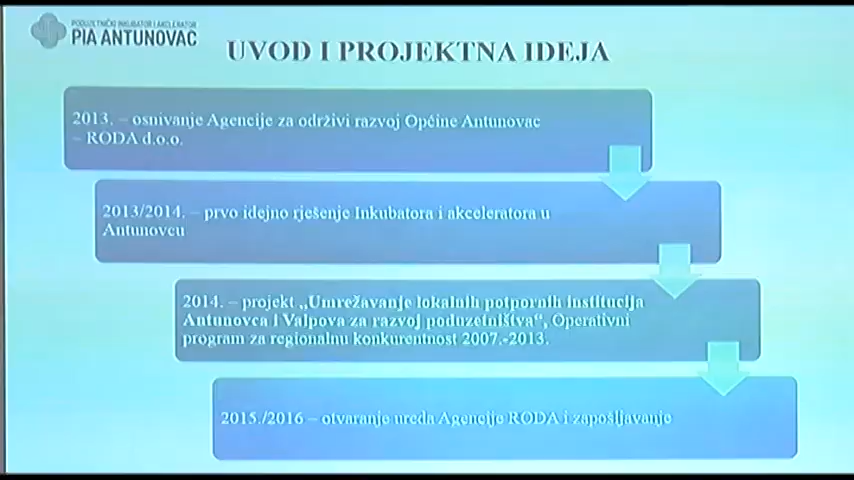 PODUZETNIČKI INKUBATOR I AKCELERATOR
PIA ANTUNOVAC
UVOD I PROJEKTNA IDEJA
2013. – osnivanje Agencije za održivi razvoj Općine Antunovac
– RODA d.o.o.
2013/2014. – prvo idejno rješenje Inkubatora i akceleratora u
Antunovcu
2014. – projekt „Umrežavanje lokalnih potpornih institucija
Antunovca i Valpova za razvoj poduzetništva“, Operativni
program za regionalnu konkurentnost 2007.-2013.
2015./2016 – otvaranje ureda Agencije RODA i zapošljavanje